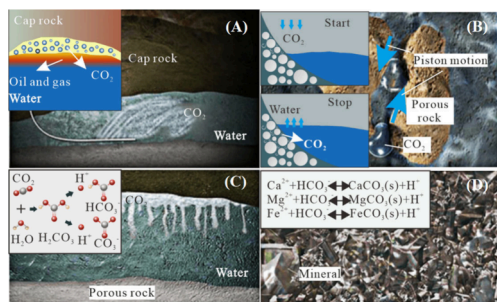 Cap rock
Oil and gas
CO₂
Water
(A)
Cap rock
CO₂
Water
Start
CO₂
Water
Stop
CO₂
(B)
Piston motion
Porous
rock
CO₂
(C)
CO₂
H⁺
+
HCO₃⁻
H₂O
H₂CO₃
H⁺
CO₃
CO₂
Water
Porous rock
(D)
Ca²⁺+HCO₃ CaCO₃(s)+H⁺
Mg²⁺+HCO₃ MgCO₃(s)+H⁺
Fe²⁺+HCO₃ FeCO₃(s)+H⁺
Mineral